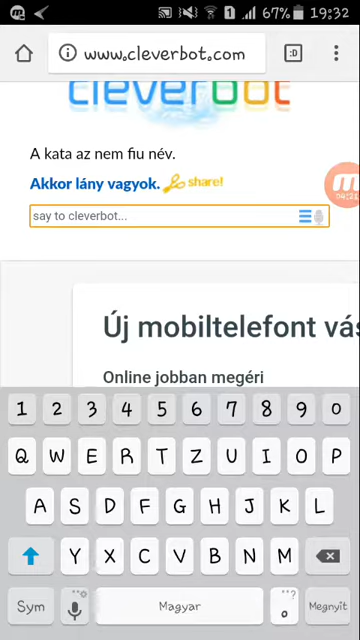 67% 19:32
www.cleverbot.com
:D
cleverbot
A kata az nem fiu név.
Akkor lány vagyok. share!
say to cleverbot...
04:21
Új mobiltelefont vás
Online jobban megéri
1 2 3 4 5 6 7 8 9 0
Q W E R T Z U I O P
A S D F G H J K L
Y X C V B N M
Sym Magyar Megnyit